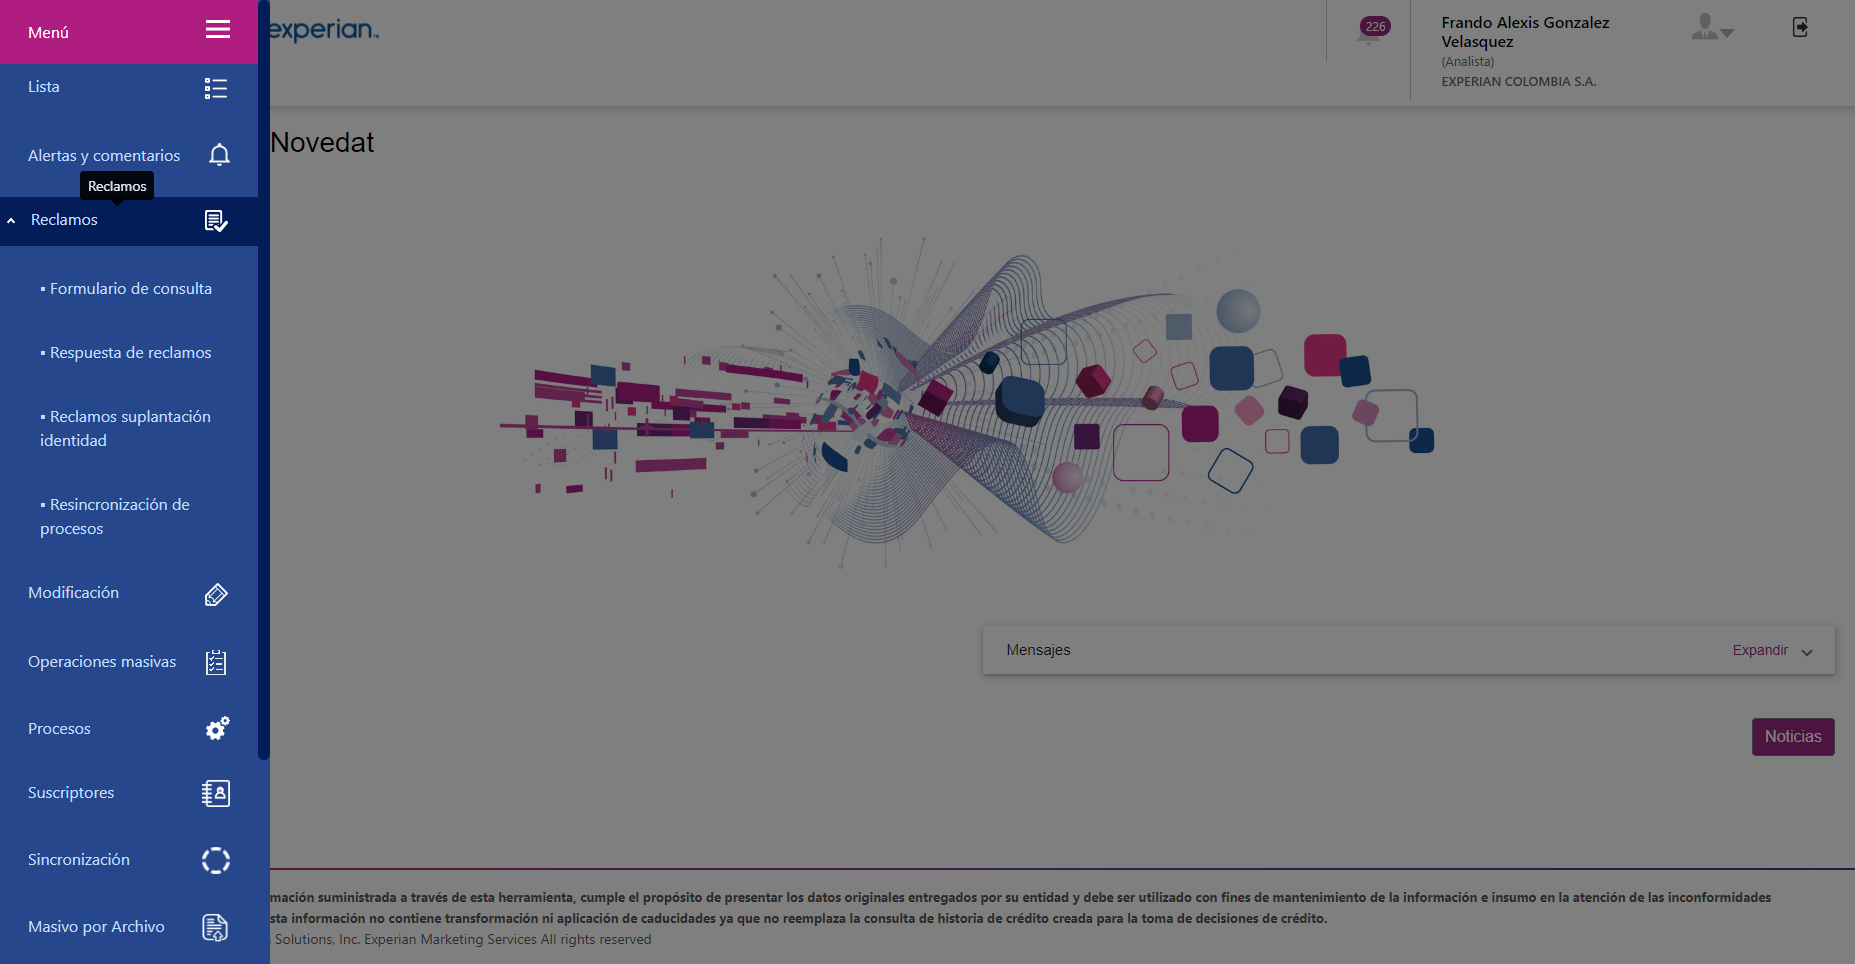 Menú
Lista
Alertas y comentarios
Reclamos
Reclamos
▪ Formulario de consulta
▪ Respuesta de reclamos
▪ Reclamos suplantación
identidad
▪ Resincronización de
procesos
Modificación
Operaciones masivas
Procesos
Suscriptores
Sincronización
Masivo por Archivo
experian™
226
Frando Alexis Gonzalez
Velasquez
(Analista)
EXPERIAN COLOMBIA S.A.
Novedat
Mensajes
Expandir
Noticias
mación suministrada a través de esta herramienta, cumple el propósito de presentar los datos originales entregados por su entidad y debe ser utilizado con fines de mantenimiento de la información e insumo en la atención de las inconformidades
sta información no contiene transformación ni aplicación de caducidades ya que no reemplaza la consulta de historia de crédito creada para la toma de decisiones de crédito.
Solutions, Inc. Experian Marketing Services All rights reserved